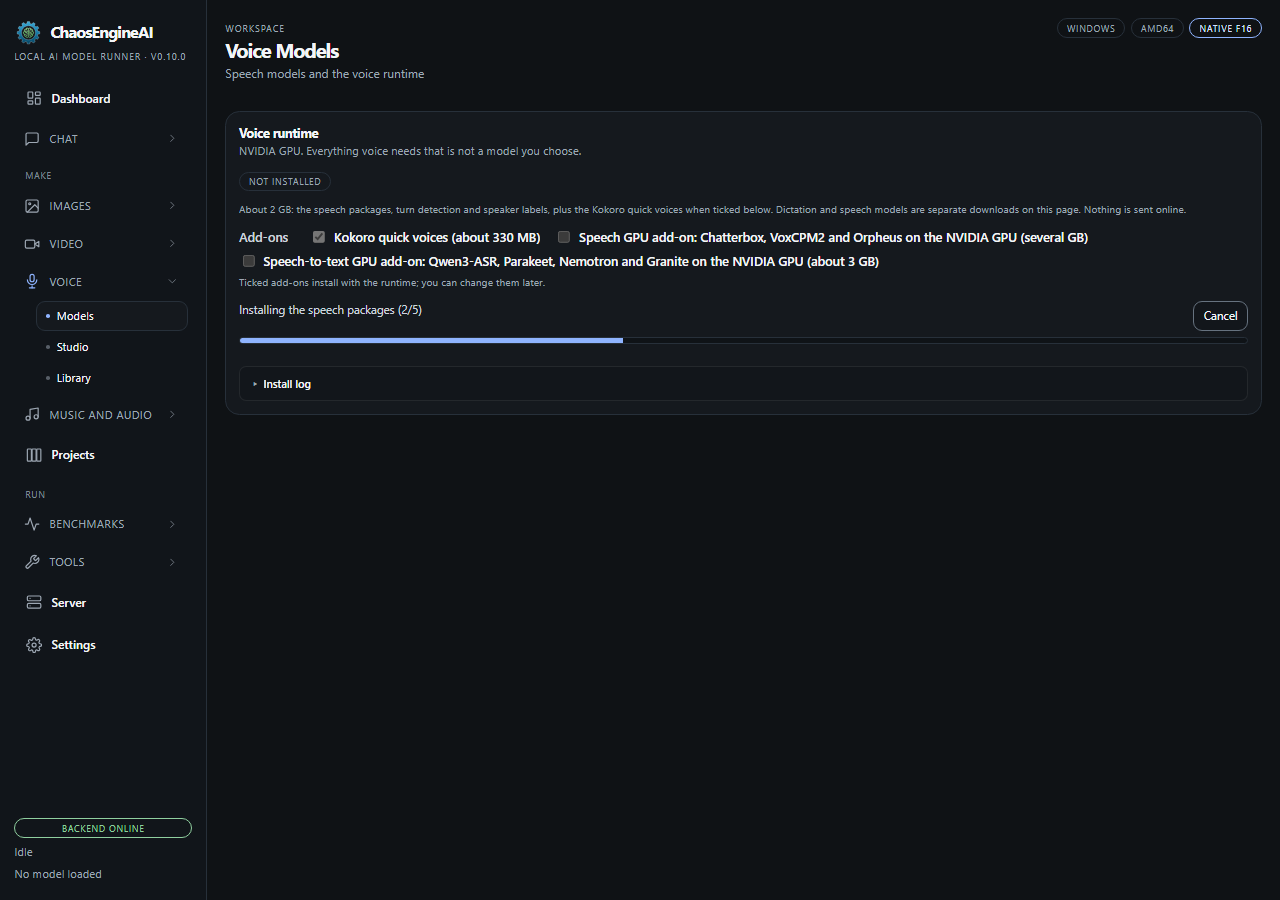 ChaosEngineAI
LOCAL AI MODEL RUNNER · V0.10.0
Dashboard
CHAT
MAKE
IMAGES
VIDEO
VOICE
Models
Studio
Library
MUSIC AND AUDIO
Projects
RUN
BENCHMARKS
TOOLS
Server
Settings
BACKEND ONLINE
Idle
No model loaded
WORKSPACE
Voice Models
Speech models and the voice runtime
WINDOWS
AMD64
NATIVE F16
Voice runtime
NVIDIA GPU. Everything voice needs that is not a model you choose.
NOT INSTALLED
About 2 GB: the speech packages, turn detection and speaker labels, plus the Kokoro quick voices when ticked below. Dictation and speech models are separate downloads on this page. Nothing is sent online.
Add-ons Kokoro quick voices (about 330 MB) Speech GPU add-on: Chatterbox, VoxCPM2 and Orpheus on the NVIDIA GPU (several GB)
Speech-to-text GPU add-on: Qwen3-ASR, Parakeet, Nemotron and Granite on the NVIDIA GPU (about 3 GB)
Ticked add-ons install with the runtime; you can change them later.
Installing the speech packages (2/5)
Cancel
Install log